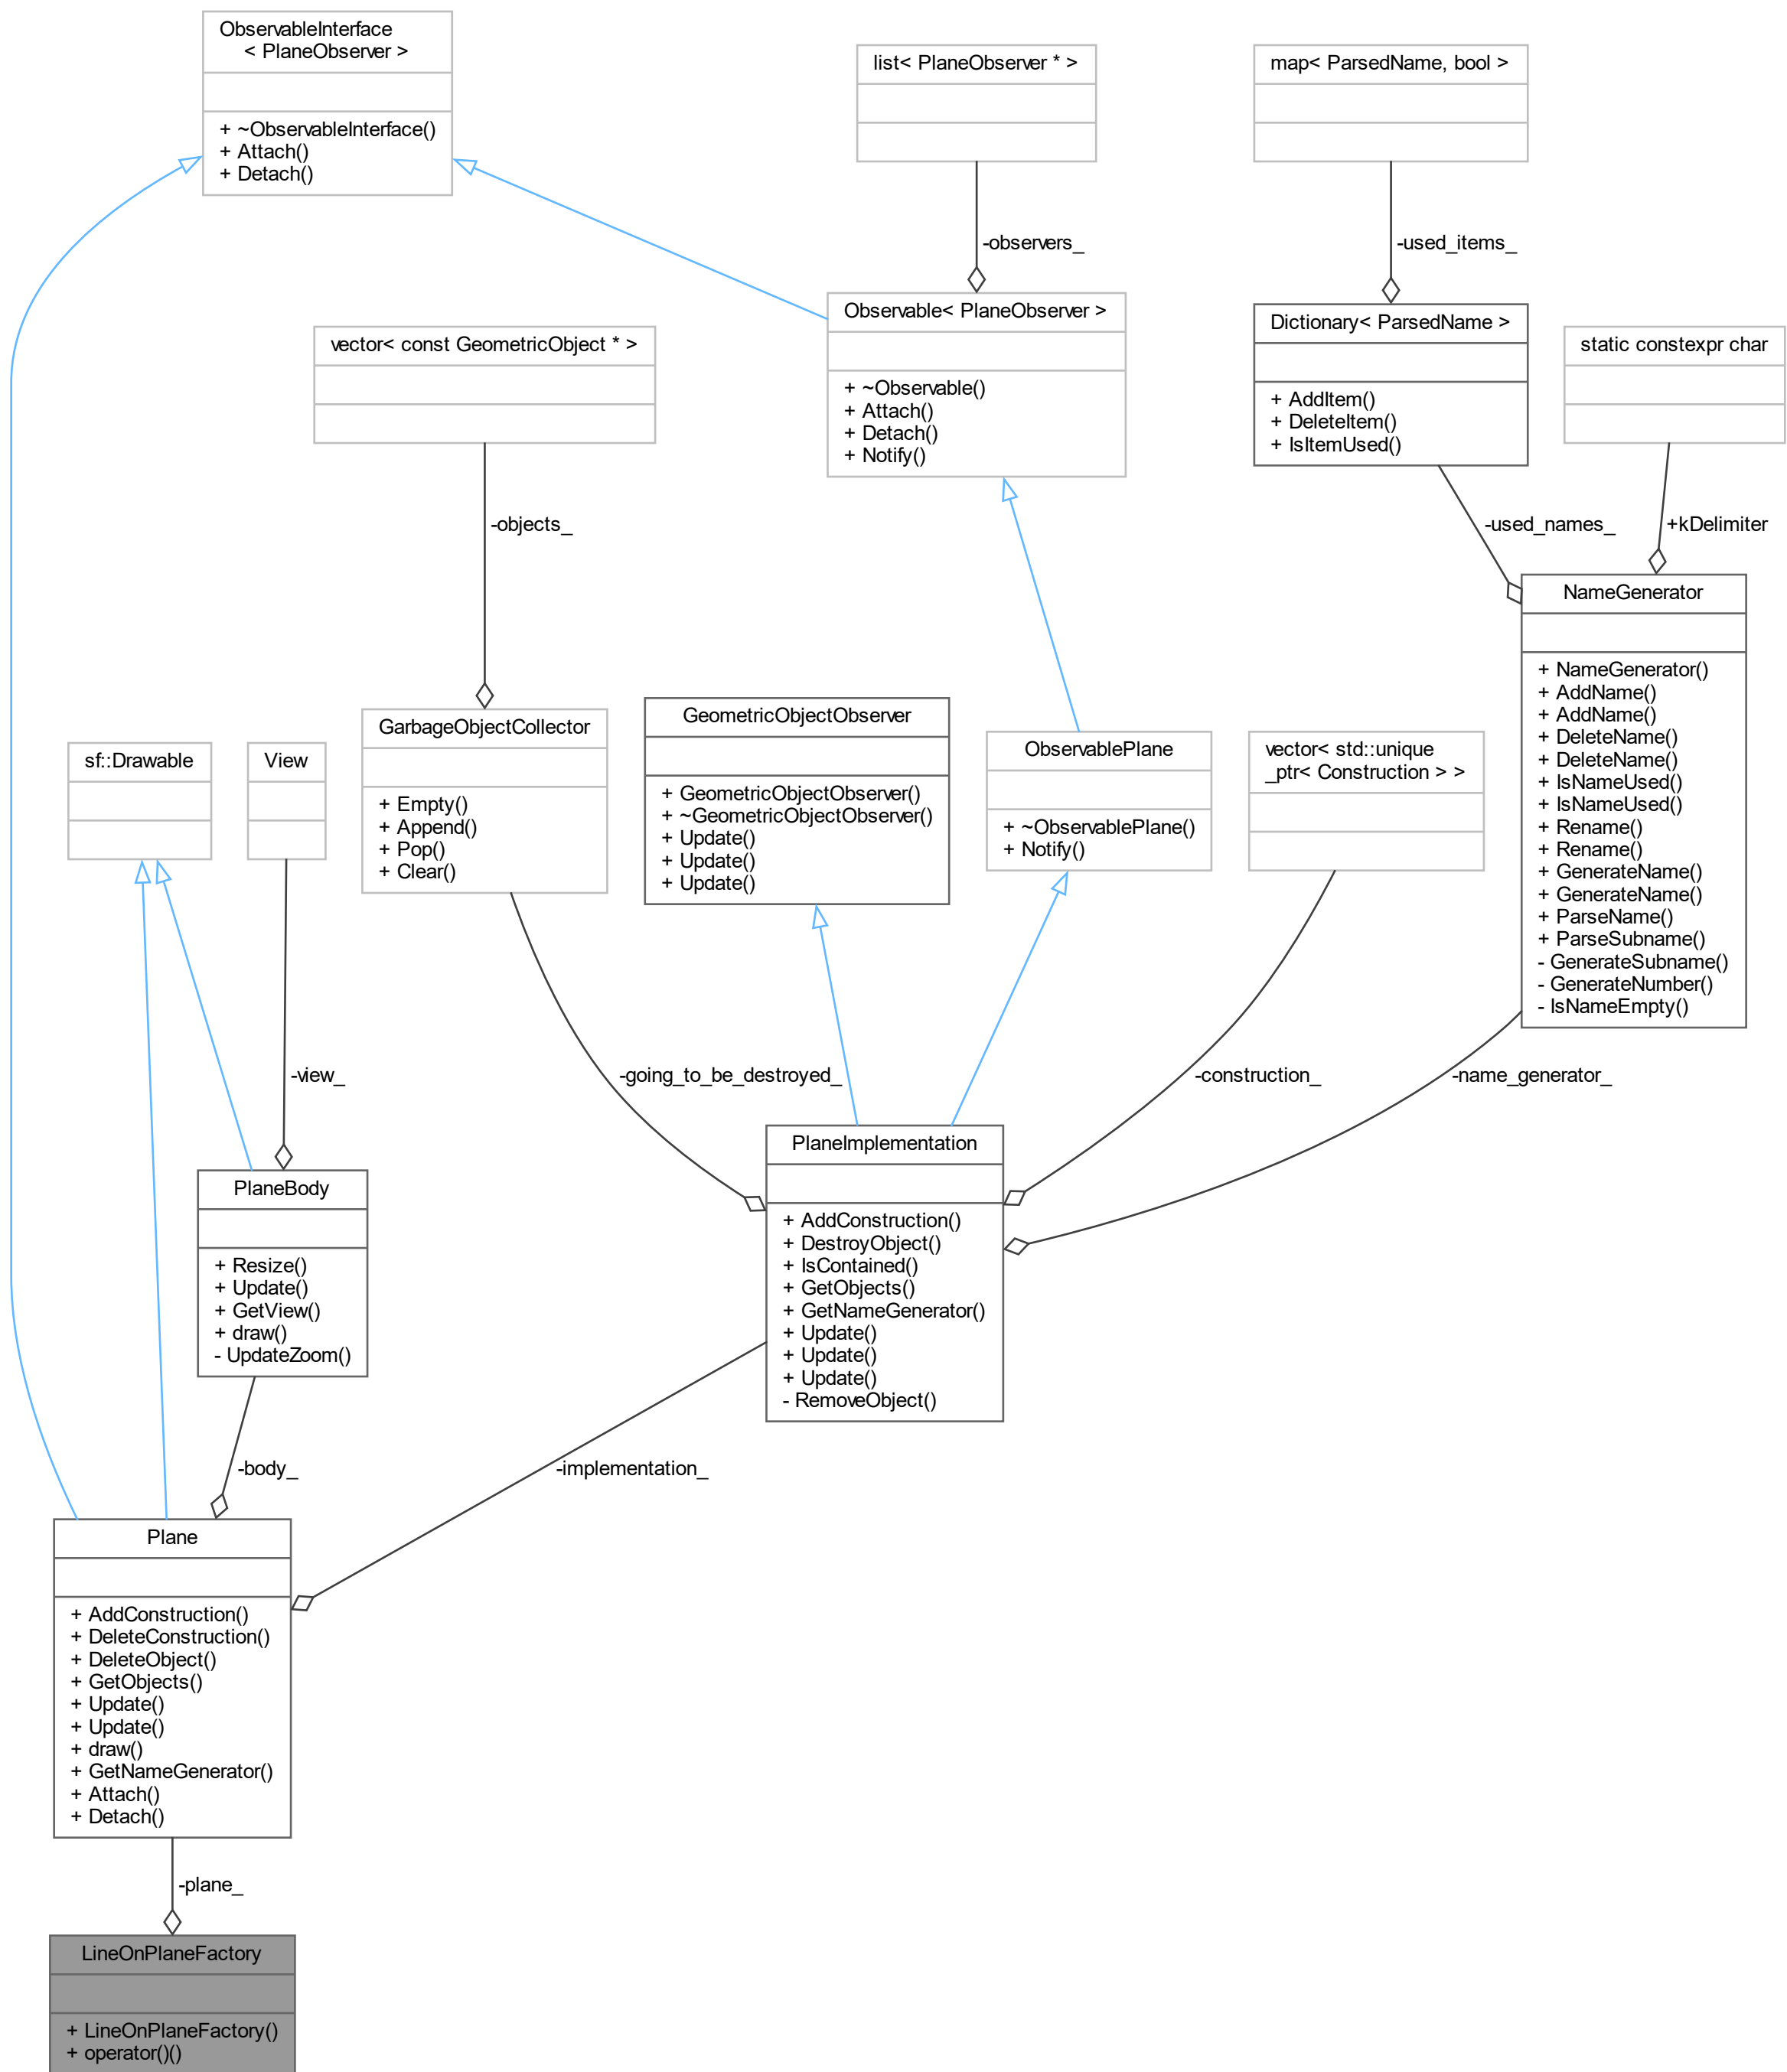 ObservableInterface
< PlaneObserver >
+ ~ObservableInterface()
+ Attach()
+ Detach()
list< PlaneObserver * >
map< ParsedName, bool >
-observers_
-used_items_
vector< const GeometricObject * >
Observable< PlaneObserver >
+ ~Observable()
+ Attach()
+ Detach()
+ Notify()
Dictionary< ParsedName >
+ AddItem()
+ DeleteItem()
+ IsItemUsed()
static constexpr char
-objects_
-used_names_
+kDelimiter
sf::Drawable
View
GarbageObjectCollector
+ Empty()
+ Append()
+ Pop()
+ Clear()
GeometricObjectObserver
+ GeometricObjectObserver()
+ ~GeometricObjectObserver()
+ Update()
+ Update()
+ Update()
ObservablePlane
+ ~ObservablePlane()
+ Notify()
vector< std::unique
_ptr< Construction > >
NameGenerator
+ NameGenerator()
+ AddName()
+ AddName()
+ DeleteName()
+ DeleteName()
+ IsNameUsed()
+ IsNameUsed()
+ Rename()
+ Rename()
+ GenerateName()
+ GenerateName()
+ ParseName()
+ ParseSubname()
- GenerateSubname()
- GenerateNumber()
- IsNameEmpty()
-view_
-going_to_be_destroyed_
-construction_
-name_generator_
PlaneBody
+ Resize()
+ Update()
+ GetView()
+ draw()
- UpdateZoom()
PlaneImplementation
+ AddConstruction()
+ DestroyObject()
+ IsContained()
+ GetObjects()
+ GetNameGenerator()
+ Update()
+ Update()
+ Update()
- RemoveObject()
-body_
-implementation_
Plane
+ AddConstruction()
+ DeleteConstruction()
+ DeleteObject()
+ GetObjects()
+ Update()
+ Update()
+ draw()
+ GetNameGenerator()
+ Attach()
+ Detach()
-plane_
LineOnPlaneFactory
+ LineOnPlaneFactory()
+ operator()()